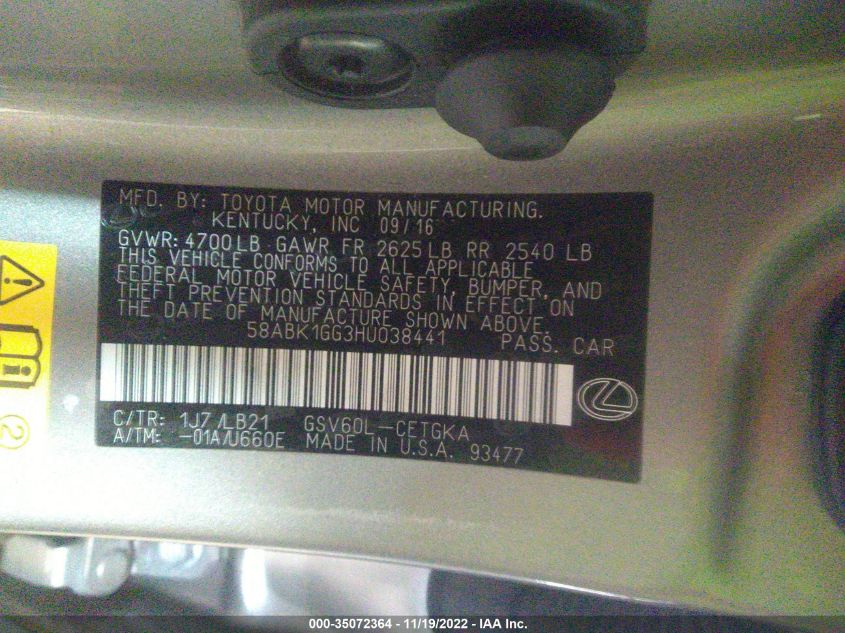 MFD. BY: TOYOTA MOTOR MANUFACTURING.
KENTUCKY, INC 09/16
GVWR: 4700LB GAWR FR 2625LB RR 2540 LB
THIS VEHICLE CONFORMS TO ALL APPLICABLE
FEDERAL MOTOR VEHICLE SAFETY, BUMPER, AND
THEFT PREVENTION STANDARDS IN EFFECT ON
THE DATE OF MANUFACTURE SHOWN ABOVE.
58ABK1GG3HU038441 PASS. CAR
C/TR: 1J7/LB21 GSV60L-CETGKA
A/TM: -01A/U660E MADE IN U.S.A. 93477
2
000-35072364 - 11/19/2022 - IAA Inc.